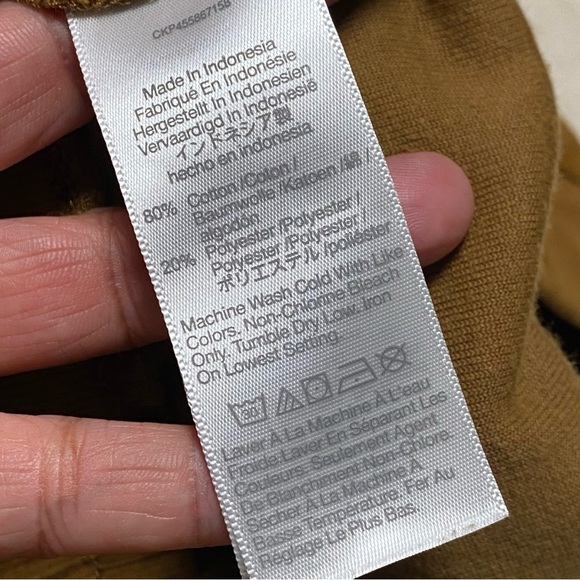 CKP455867158
Made In Indonesia
Fabriqué En Indonésie
Hergestellt In Indonesien
Vervaardigd In Indonesië
インドネシア製
hecho en indonesia
80% Cotton /Coton /
Baumwolle /Katoen /綿 /
algodón
20% Polyester /Polyester /
Polyester /Polyester /
ポリエステル /poliéster
Machine Wash Cold With Like
Colors. Non-Chlorine Bleach
Only. Tumble Dry Low. Iron
On Lowest Setting.
30
Laver À La Machine À L'eau
Froide Laver En Séparant Les
Couleurs. Seulement Agent
De Blanchiment Non-Chlore.
Sécher À La Machine À
Basse Température. Fer Au
Réglage Le Plus Bas.